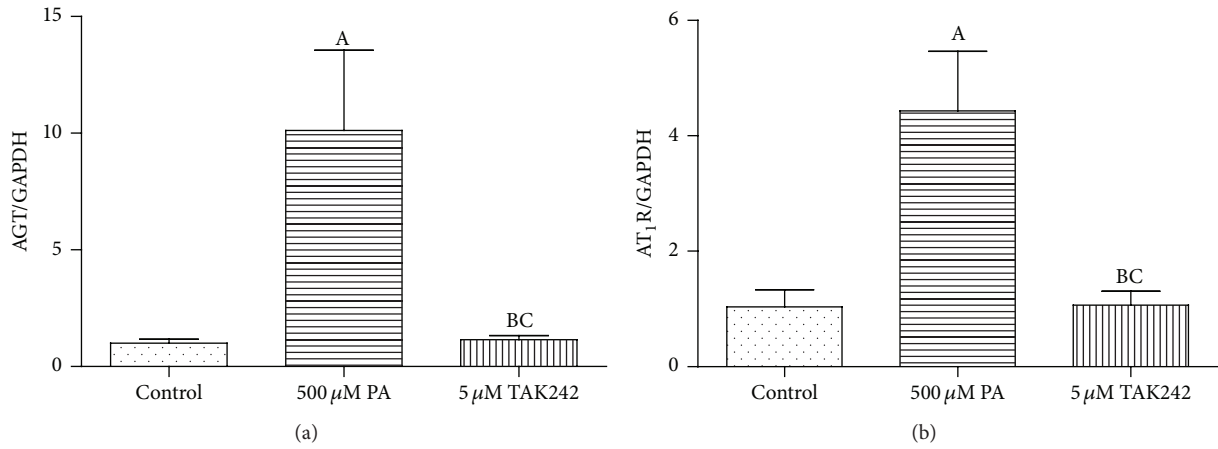 15
10
5
0
AGT/GAPDH
A
BC
Control
500 μM PA
5 μM TAK242
(a)
6
4
2
0
AT₁R/GAPDH
A
BC
Control
500 μM PA
5 μM TAK242
(b)